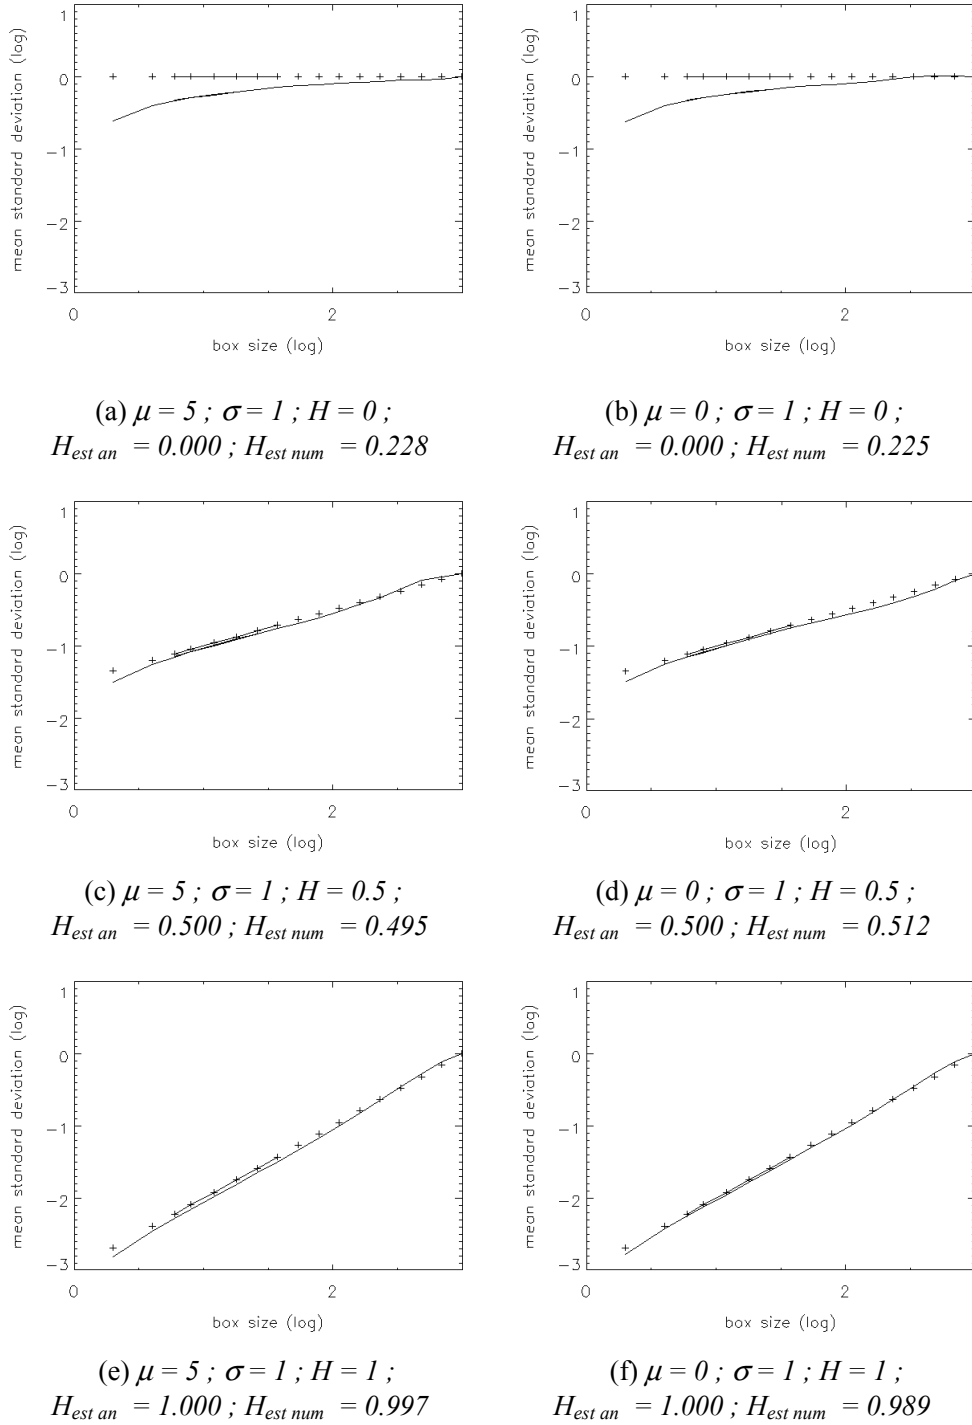 1
0
−1
−2
−3
mean standard deviation (log)
0
2
box size (log)
1
0
−1
−2
−3
mean standard deviation (log)
0
2
box size (log)
(a) μ = 5 ; σ = 1 ; H = 0 ;
H_est an = 0.000 ; H_est num = 0.228
(b) μ = 0 ; σ = 1 ; H = 0 ;
H_est an = 0.000 ; H_est num = 0.225
1
0
−1
−2
−3
mean standard deviation (log)
0
2
box size (log)
1
0
−1
−2
−3
mean standard deviation (log)
0
2
box size (log)
(c) μ = 5 ; σ = 1 ; H = 0.5 ;
H_est an = 0.500 ; H_est num = 0.495
(d) μ = 0 ; σ = 1 ; H = 0.5 ;
H_est an = 0.500 ; H_est num = 0.512
1
0
−1
−2
−3
mean standard deviation (log)
0
2
box size (log)
1
0
−1
−2
−3
mean standard deviation (log)
0
2
box size (log)
(e) μ = 5 ; σ = 1 ; H = 1 ;
H_est an = 1.000 ; H_est num = 0.997
(f) μ = 0 ; σ = 1 ; H = 1 ;
H_est an = 1.000 ; H_est num = 0.989